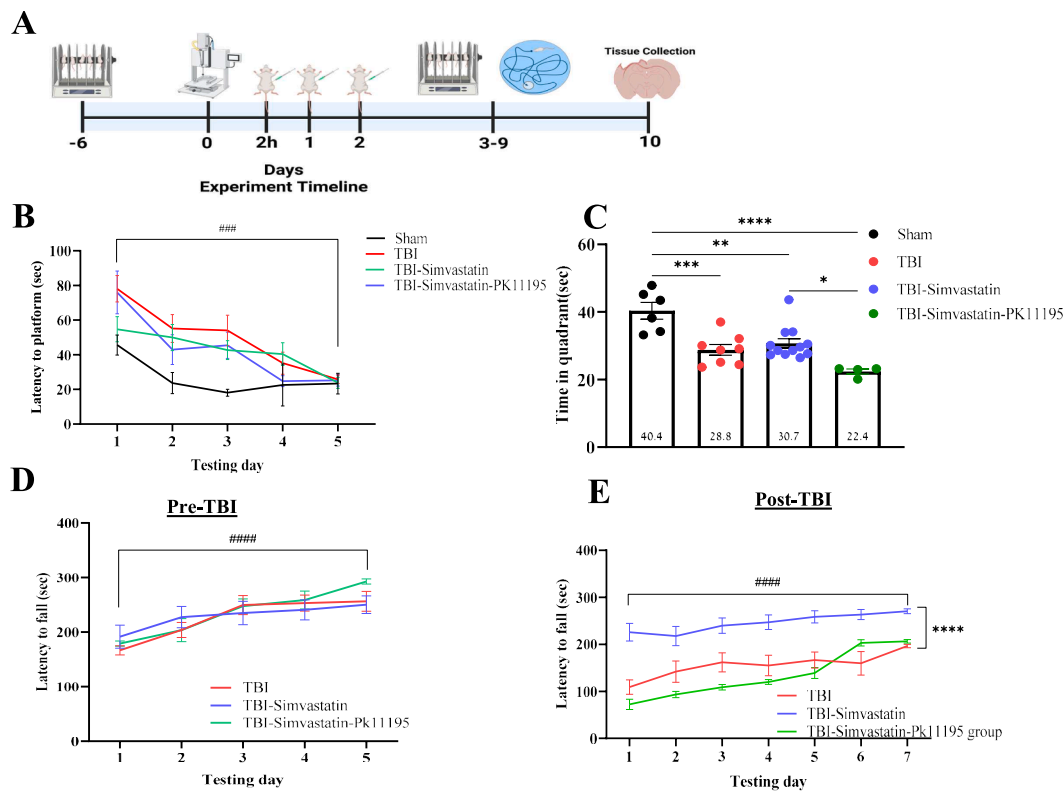 A
Tissue Collection
-6
0
2h
1
2
3-9
10
Days
Experiment Timeline
B
###
Sham
TBI
TBI-Simvastatin
TBI-Simvastatin-PK11195
Latency to platform (sec)
100
80
60
40
20
0
1
2
3
4
5
Testing day
C
****
**
***
*
Sham
TBI
TBI-Simvastatin
TBI-Simvastatin-PK11195
Time in quadrant(sec)
60
40
20
0
40.4
28.8
30.7
22.4
D
Pre-TBI
####
Latency to fall (sec)
400
300
200
100
0
TBI
TBI-Simvastatin
TBI-Simvastatin-Pk11195
1
2
3
4
5
Testing day
E
Post-TBI
####
****
Latency to fall (sec)
400
300
200
100
0
TBI
TBI-Simvastatin
TBI-Simvastatin-Pk11195 group
1
2
3
4
5
6
7
Testing day